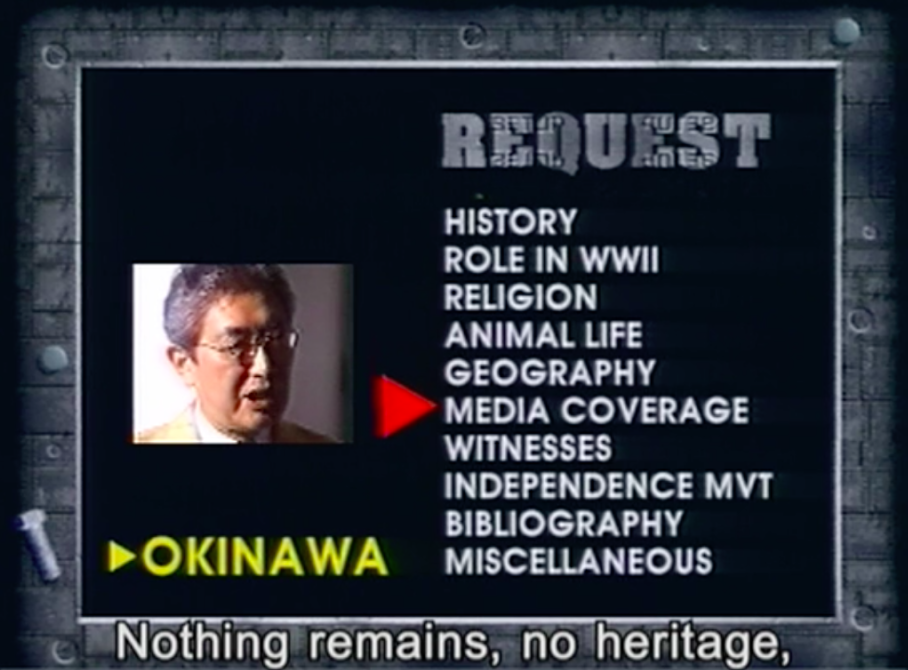 REQUEST
HISTORY
ROLE IN WWII
RELIGION
ANIMAL LIFE
GEOGRAPHY
MEDIA COVERAGE
WITNESSES
INDEPENDENCE MVT
BIBLIOGRAPHY
MISCELLANEOUS
OKINAWA
Nothing remains, no heritage,